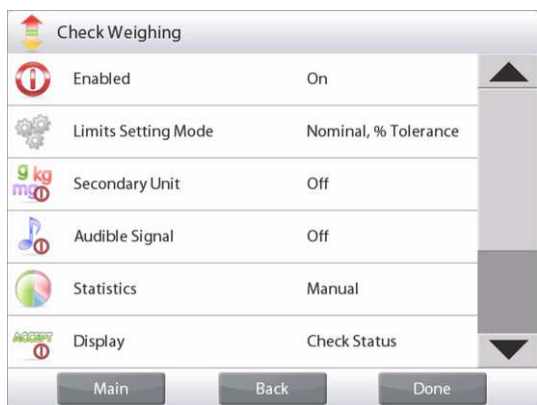 Check Weighing
Enabled On
Limits Setting Mode Nominal, % Tolerance
g kg
mg
Secondary Unit Off
Audible Signal Off
Statistics Manual
ACCEPT
Display Check Status
Main Back Done